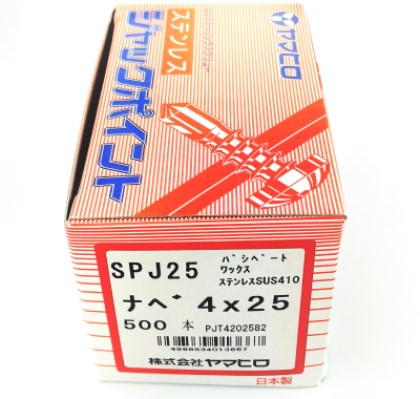 ヤマヒロ
ステンレス
ジャックポイント
SPJ25
パシペート
ワックス
ステンレスSUS410
ナベ 4x25
500 本 PJT4202582
株式会社ヤマヒロ
日本製